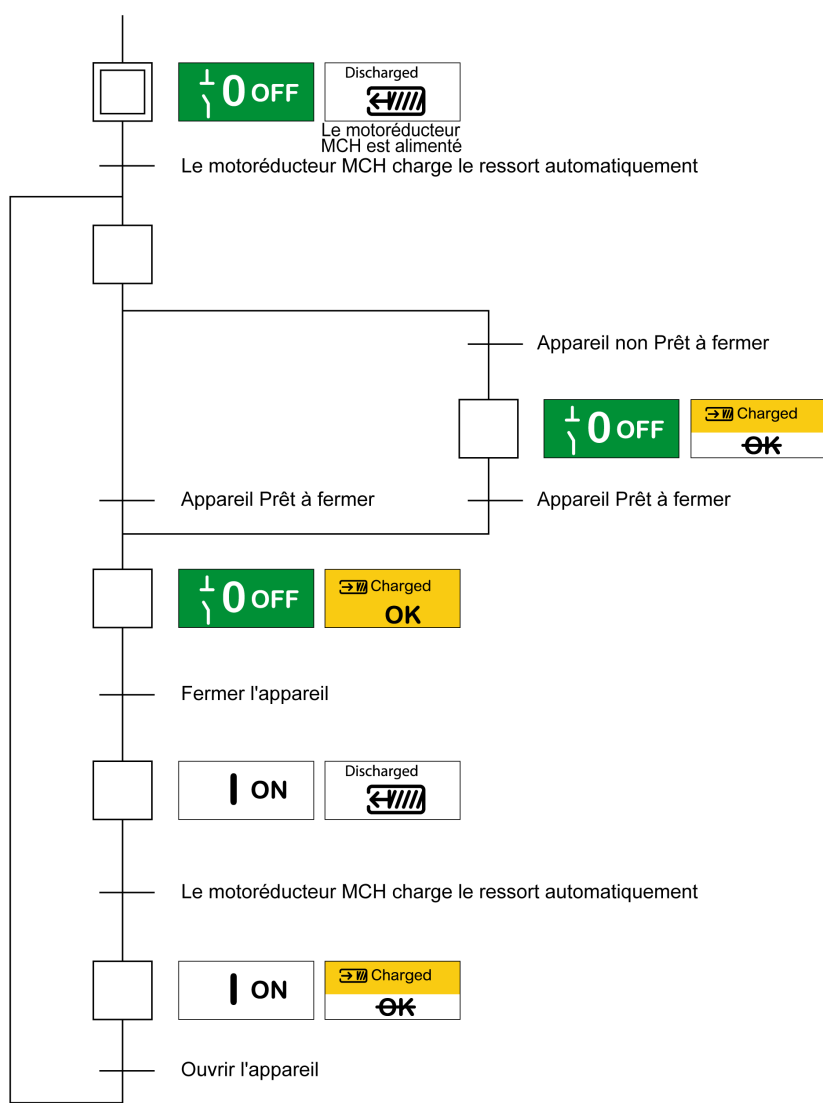 0 OFF
Discharged
Le motoréducteur
MCH est alimenté
Le motoréducteur MCH charge le ressort automatiquement
Appareil non Prêt à fermer
0 OFF
Charged
OK
Appareil Prêt à fermer
Appareil Prêt à fermer
0 OFF
Charged
OK
Fermer l'appareil
I ON
Discharged
Le motoréducteur MCH charge le ressort automatiquement
I ON
Charged
OK
Ouvrir l'appareil